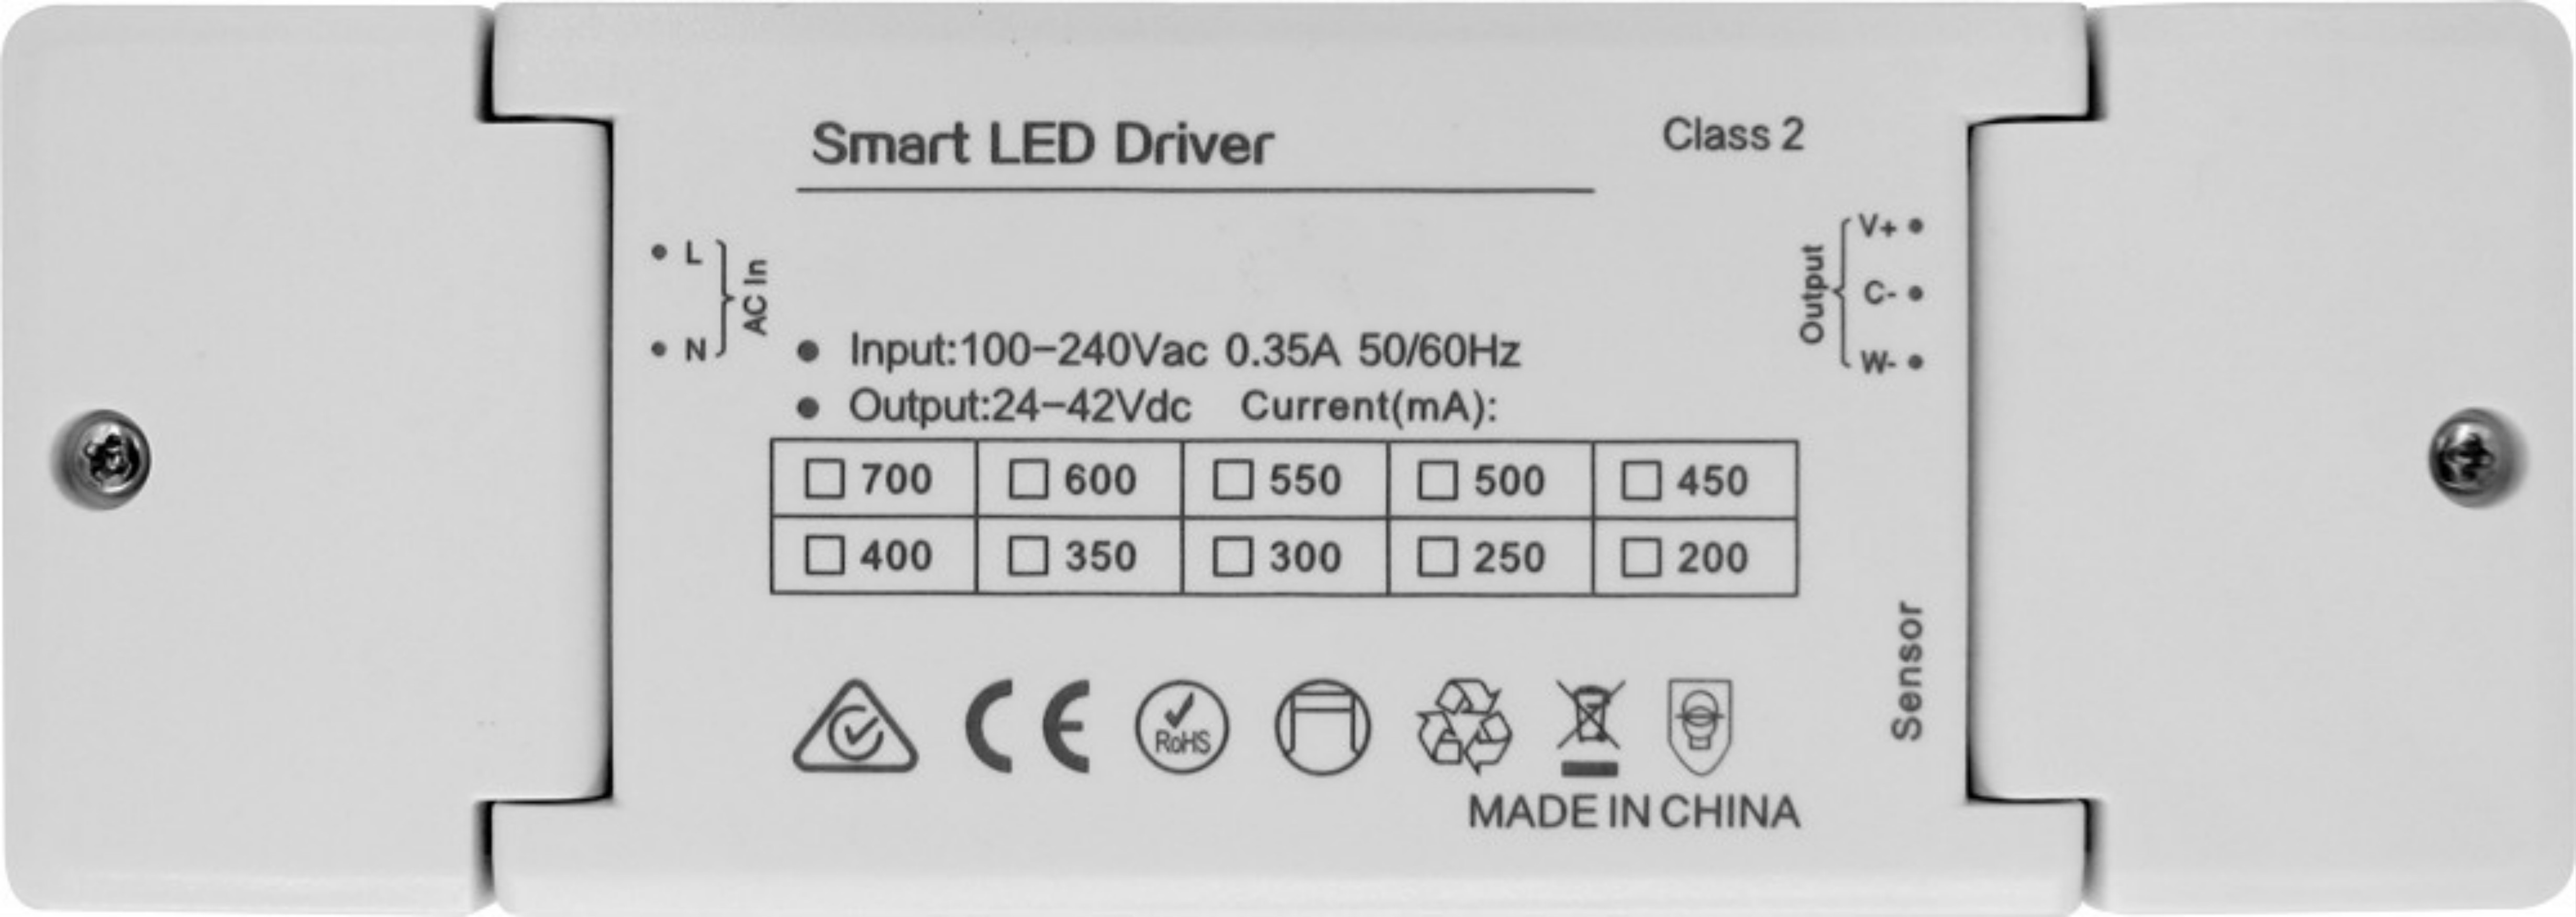 Smart LED Driver
Class 2
L
N
AC In
V+
C-
W-
Output
Input:100-240Vac 0.35A 50/60Hz
Output:24-42Vdc Current(mA):
700 600 550 500 450
400 350 300 250 200
Sensor
CE
RoHS
MADE IN CHINA